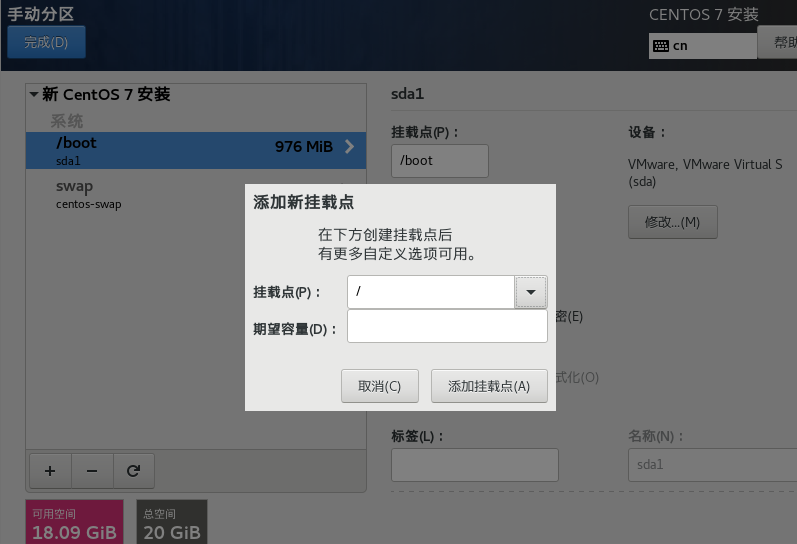 手动分区
CENTOS 7 安装
完成(D)
cn
帮助
新 CentOS 7 安装
系统
/boot
976 MiB
sda1
swap
centos-swap
sda1
挂载点(P)：
/boot
设备：
VMware, VMware Virtual S
(sda)
修改...(M)
添加新挂载点
在下方创建挂载点后
有更多自定义选项可用。
挂载点(P)：
/
期望容量(D)：
密(E)
取消(C)
添加挂载点(A)
式化(O)
标签(L)：
名称(N)：
sda1
可用空间
18.09 GiB
总空间
20 GiB